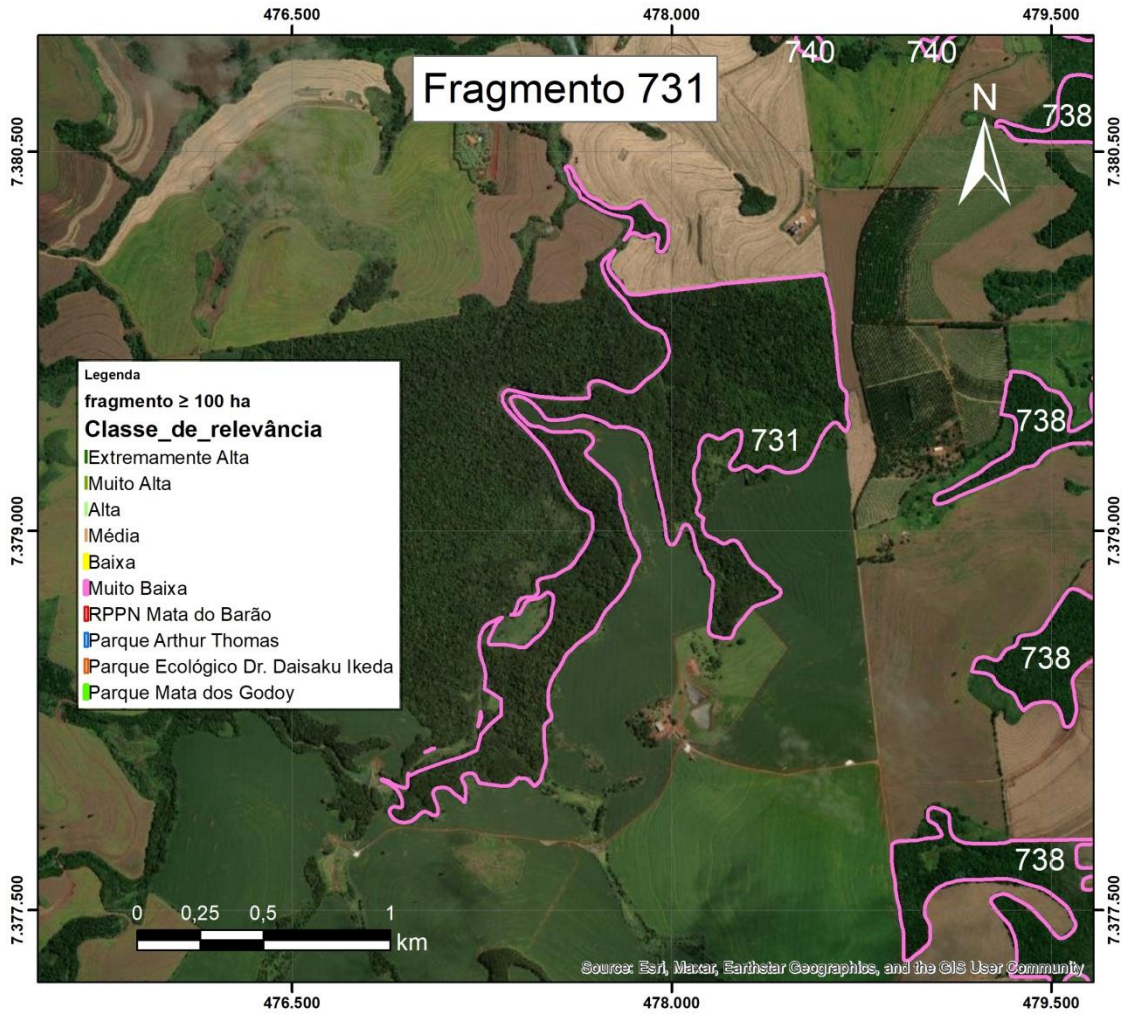 476.500 478.000 479.500
740 740
Fragmento 731
N
738
7.380.500 7.380.500
Legenda
fragmento ≥ 100 ha
Classe_de_relevância
Extremamente Alta
Muito Alta
Alta
Média
Baixa
Muito Baixa
RPPN Mata do Barão
Parque Arthur Thomas
Parque Ecológico Dr. Daisaku Ikeda
Parque Mata dos Godoy
738
731
7.379.000 7.379.000
738
738
7.377.500 7.377.500
0 0,25 0,5 1
km
Source: Esri, Maxar, Earthstar Geographics, and the GIS User Community
476.500 478.000 479.500